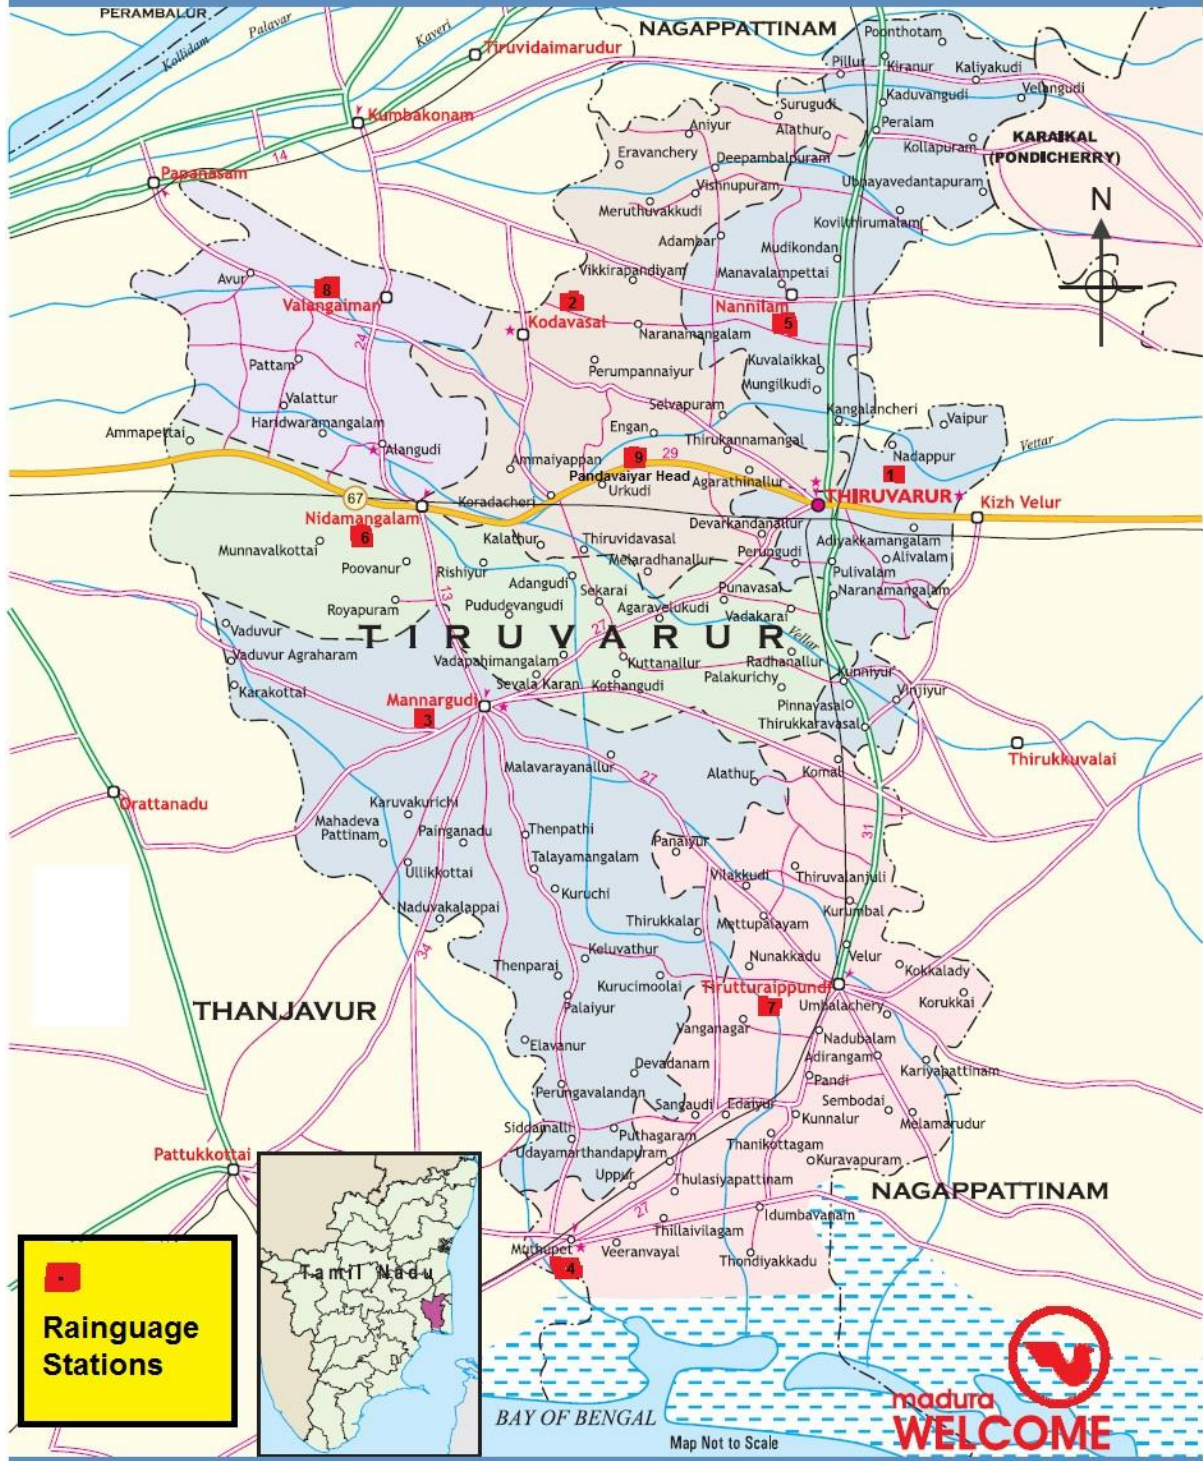 PERAMBALUR
Palavar
Kollidam
Kaveri
Tiruvidaimarudur
NAGAPPATTINAM
Poonthotam
Pillur
Kiranur
Kaliyakudi
Velangudi
Kaduvangudi
Surugudi
Kumbakonam
Aniyur
Alathur
Peralam
Kollapuram
KARAIKAL
(PONDICHERRY)
14
Eravanchery
Deepambalpuram
Papanasam
Vishnupuram
Ubhayavedantapuram
N
Meruthuvakkudi
Kovilthirumalam
Adambar
Mudikondan
Avur
Vikkirapandiyam
Manavalampettai
8
2
Valangaiman
Nannilam
Kodavasal
5
Naranamangalam
24
Pattam
Perumpannaiyur
Kuvalaikkal
Mungilkudi
Valattur
Selvapuram
Kangalancheri
Vaipur
Haridwaramangalam
Engan
Ammapettai
Alangudi
Thirukannamangal
Vettar
Nadappur
9
29
Ammaiyappan
Pandavaiyar Head
1
Urkudi
Agarathinallur
67
Koradacheri
THIRUVARUR
Kizh Velur
Nidamangalam
6
Devarkandanallur
Munnavalkottai
Kalathur
Thiruvidavasal
Adiyakkamangalam
Perungudi
Alivalam
Poovanur
Rishiyur
Melaradhanallur
Pulivalam
Adangudi
Sekarai
Punavasal
Naranamangalam
13
Royapuram
Pududevangudi
Agaravelukudi
Vadakarai
Vaduvur
27
TIRUVARUR
Vellar
Vaduvur Agraharam
Vadapahimangalam
Kuttanallur
Radhanallur
Kunniyur
Karakottai
Sevala Karan
Kothangudi
Palakurichy
Vinjiyur
Mannargudi
Pinnayasal
3
Thirukkaravasal
Thirukkuvalai
Malavarayanallur
27
Alathur
Komal
Orattanadu
Karuvakurichi
Mahadeva
Pattinam
Painganadu
Thenpathi
31
Panaiyur
Talayamangalam
Ullikkottai
Vilakkudi
Thiruvalanjuli
Kuruchi
Naduvakalappai
Kurumbal
Thirukkalar
Mettupalayam
34
Keluvathur
Nunakkadu
Velur
Kokkalady
Thenparai
Kurucimoolai
Tirutturaippundi
Korukkai
THANJAVUR
Palaiyur
7
Umbalachery
Vanganagar
Elavanur
Nadubalam
Adirangam
Devadanam
Kariyapattinam
Pandi
Perungavalandan
Sembodai
Sangaudi
Edaiyur
Kunnalur
Melamarudur
Siddamalli
Puthagaram
Thanikottagam
Pattukkottai
Udayamarthandapuram
Kuravapuram
Uppur
Thulasiyapattinam
NAGAPPATTINAM
27
Idumbavanam
Thillaivilagam
Muthupet
Veeranvayal
Thondiyakkadu
4
Tamil Nadu
Rainguage
Stations
BAY OF BENGAL
Map Not to Scale
madura
WELCOME